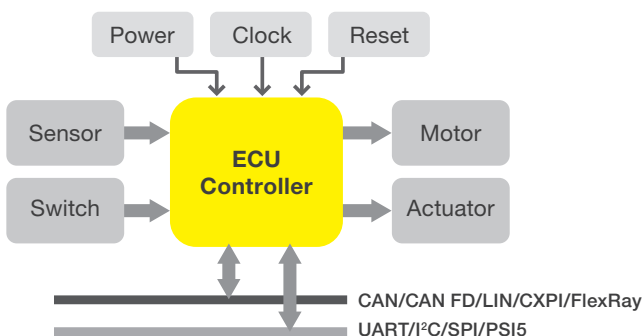 Power Clock Reset
Sensor
ECU
Controller
Motor
Switch
Actuator
CAN/CAN FD/LIN/CXPI/FlexRay
UART/I²C/SPI/PSI5